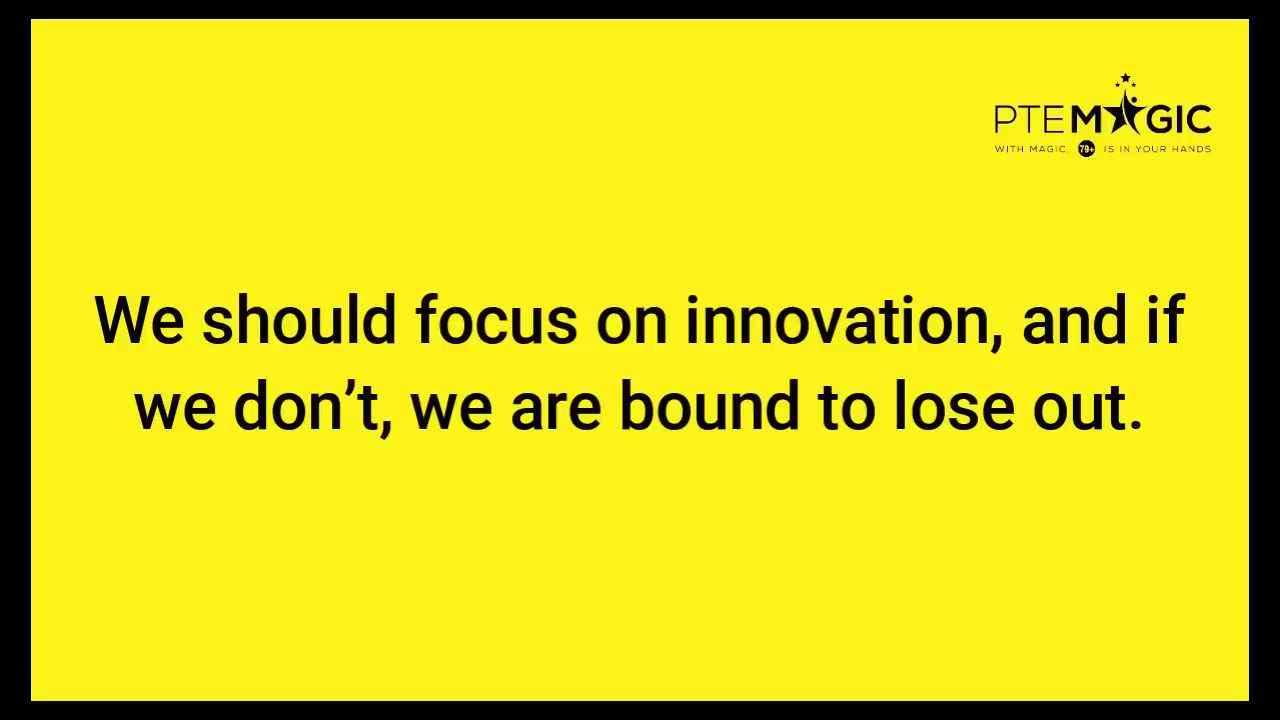 PTEMAGIC
WITH MAGIC, 79+ IS IN YOUR HANDS
We should focus on innovation, and if
we don’t, we are bound to lose out.